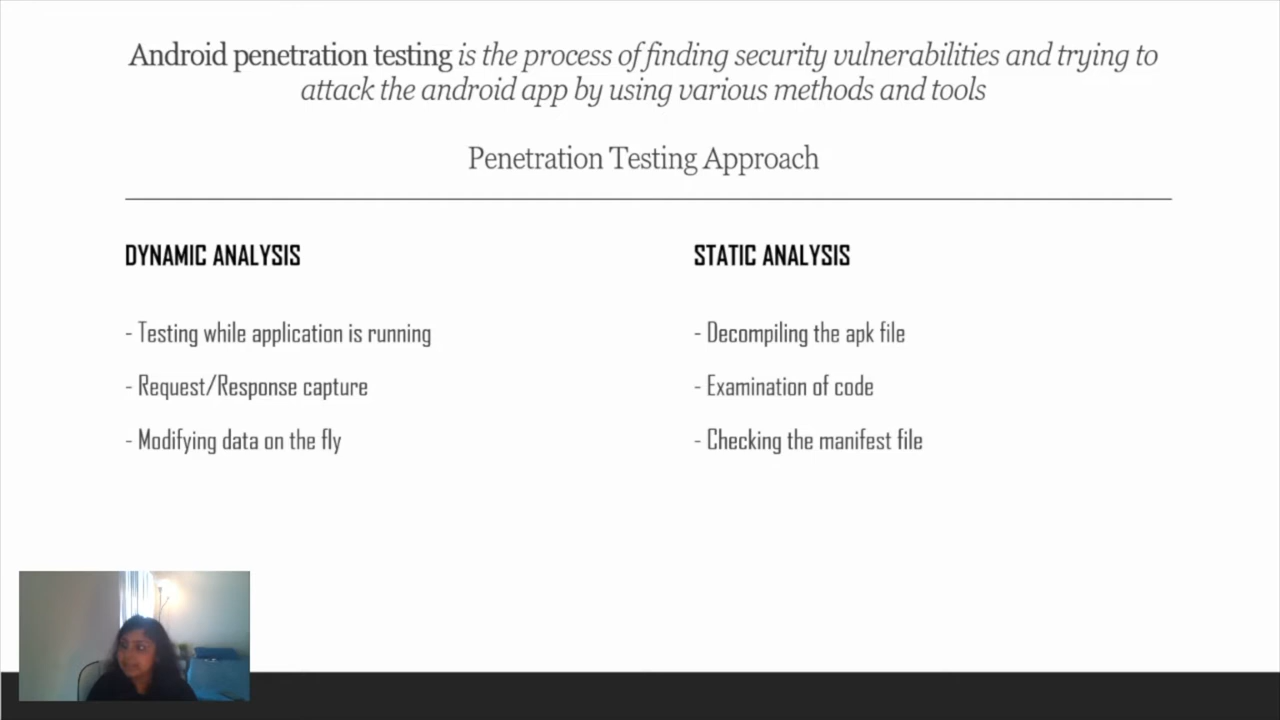 Android penetration testing is the process of finding security vulnerabilities and trying to
attack the android app by using various methods and tools
Penetration Testing Approach
DYNAMIC ANALYSIS
- Testing while application is running
- Request/Response capture
- Modifying data on the fly
STATIC ANALYSIS
- Decompiling the apk file
- Examination of code
- Checking the manifest file